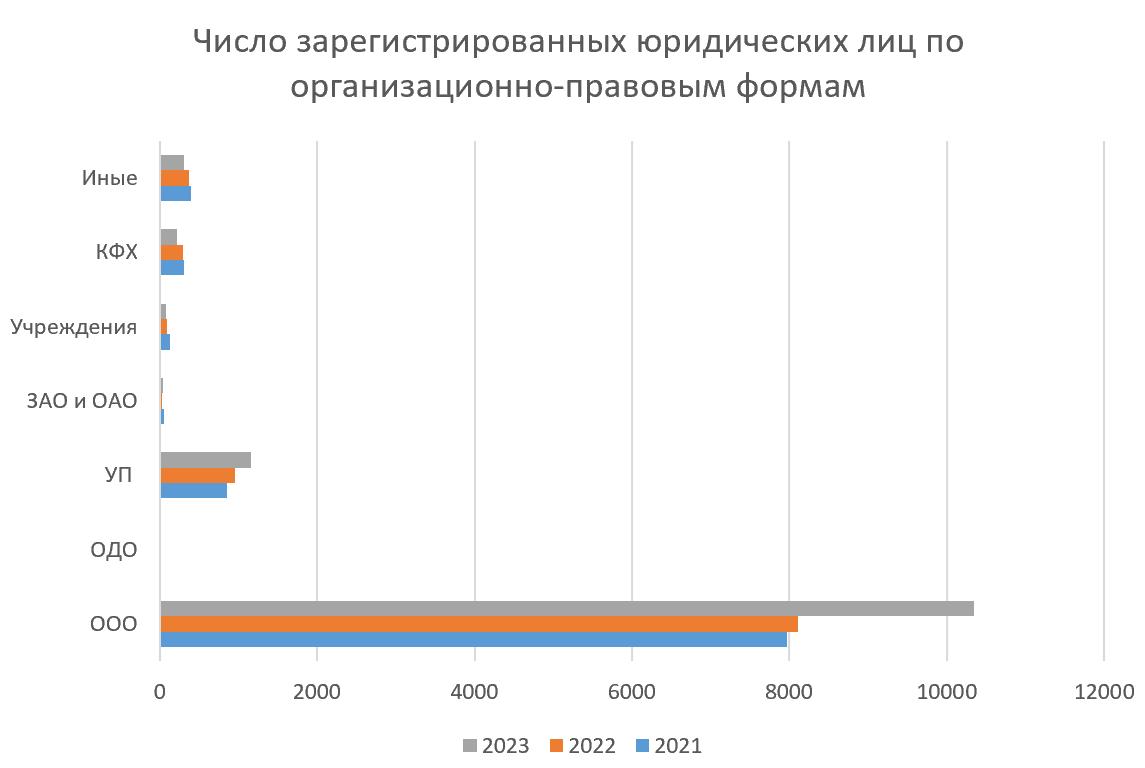 Число зарегистрированных юридических лиц по
организационно-правовым формам
Иные
КФХ
Учреждения
ЗАО и ОАО
УП
ОДО
ООО
0 2000 4000 6000 8000 10000 12000
2023 2022 2021